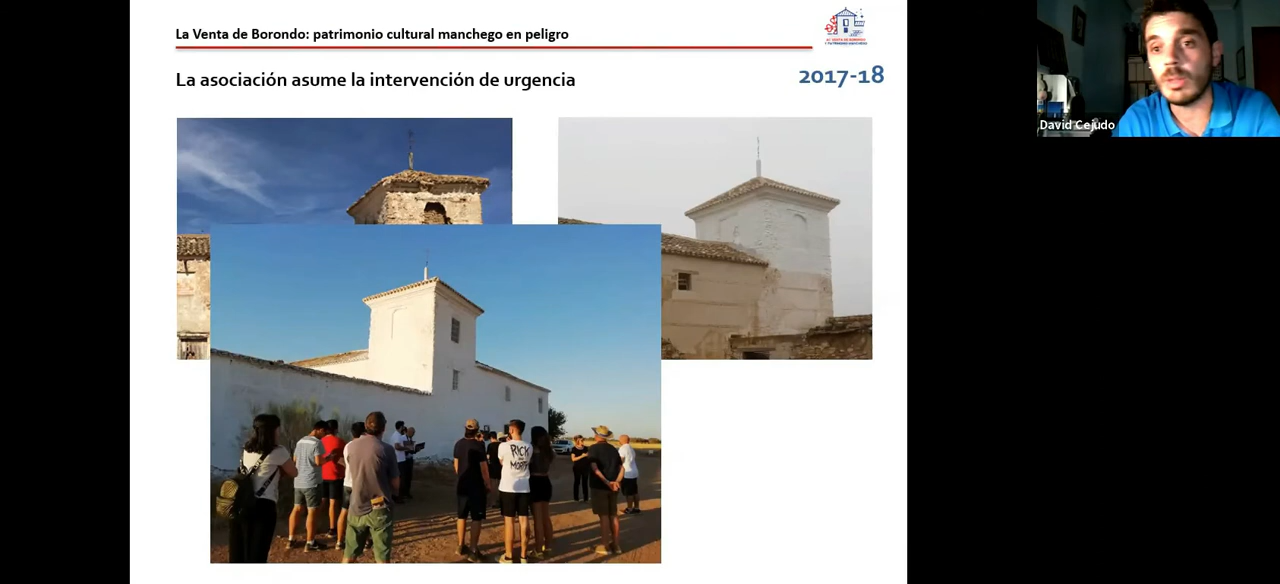 La Venta de Borondo: patrimonio cultural manchego en peligro
La asociación asume la intervención de urgencia
2017-18
David Cejudo
RICK
MORTY